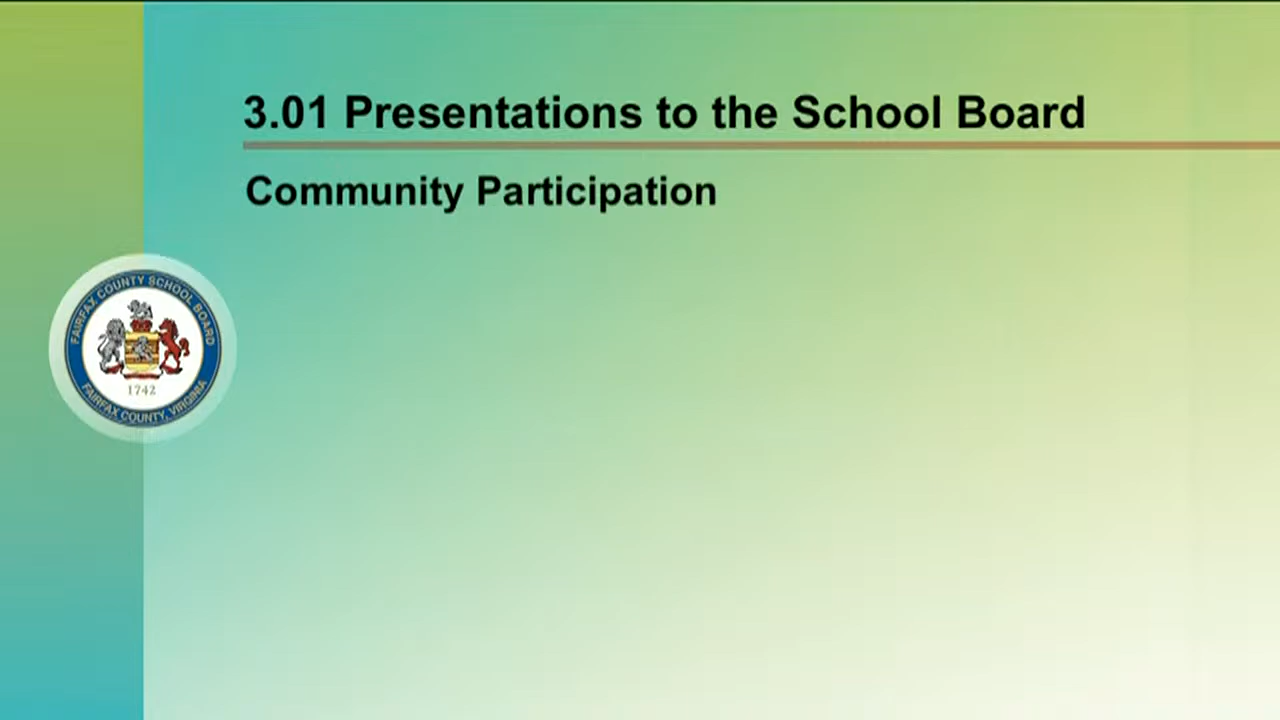 3.01 Presentations to the School Board
Community Participation
FAIRFAX COUNTY SCHOOL BOARD
1742
FAIRFAX COUNTY, VIRGINIA